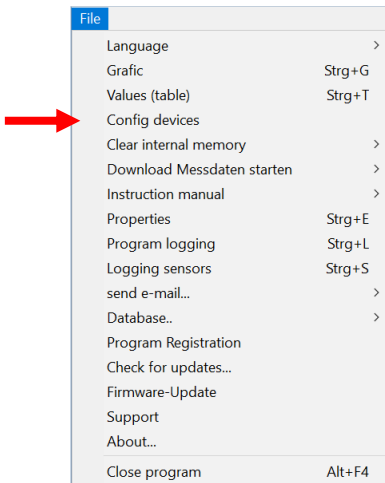 File
Language >
Grafic Strg+G
Values (table) Strg+T
Config devices
Clear internal memory >
Download Messdaten starten >
Instruction manual >
Properties Strg+E
Program logging Strg+L
Logging sensors Strg+S
send e-mail... >
Database.. >
Program Registration
Check for updates...
Firmware-Update
Support
About...
Close program Alt+F4